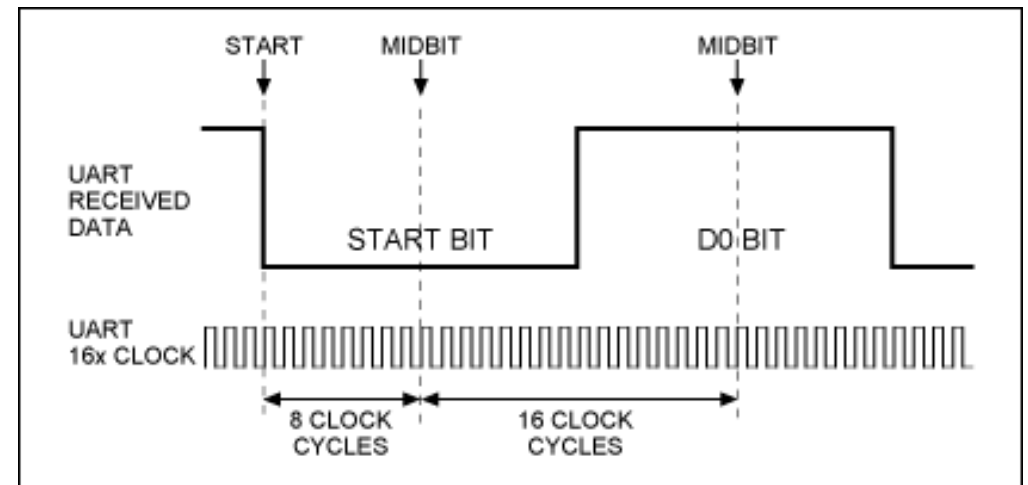 START MIDBIT MIDBIT
UART
RECEIVED
DATA
START BIT D0 BIT
UART
16x CLOCK
8 CLOCK
CYCLES
16 CLOCK
CYCLES